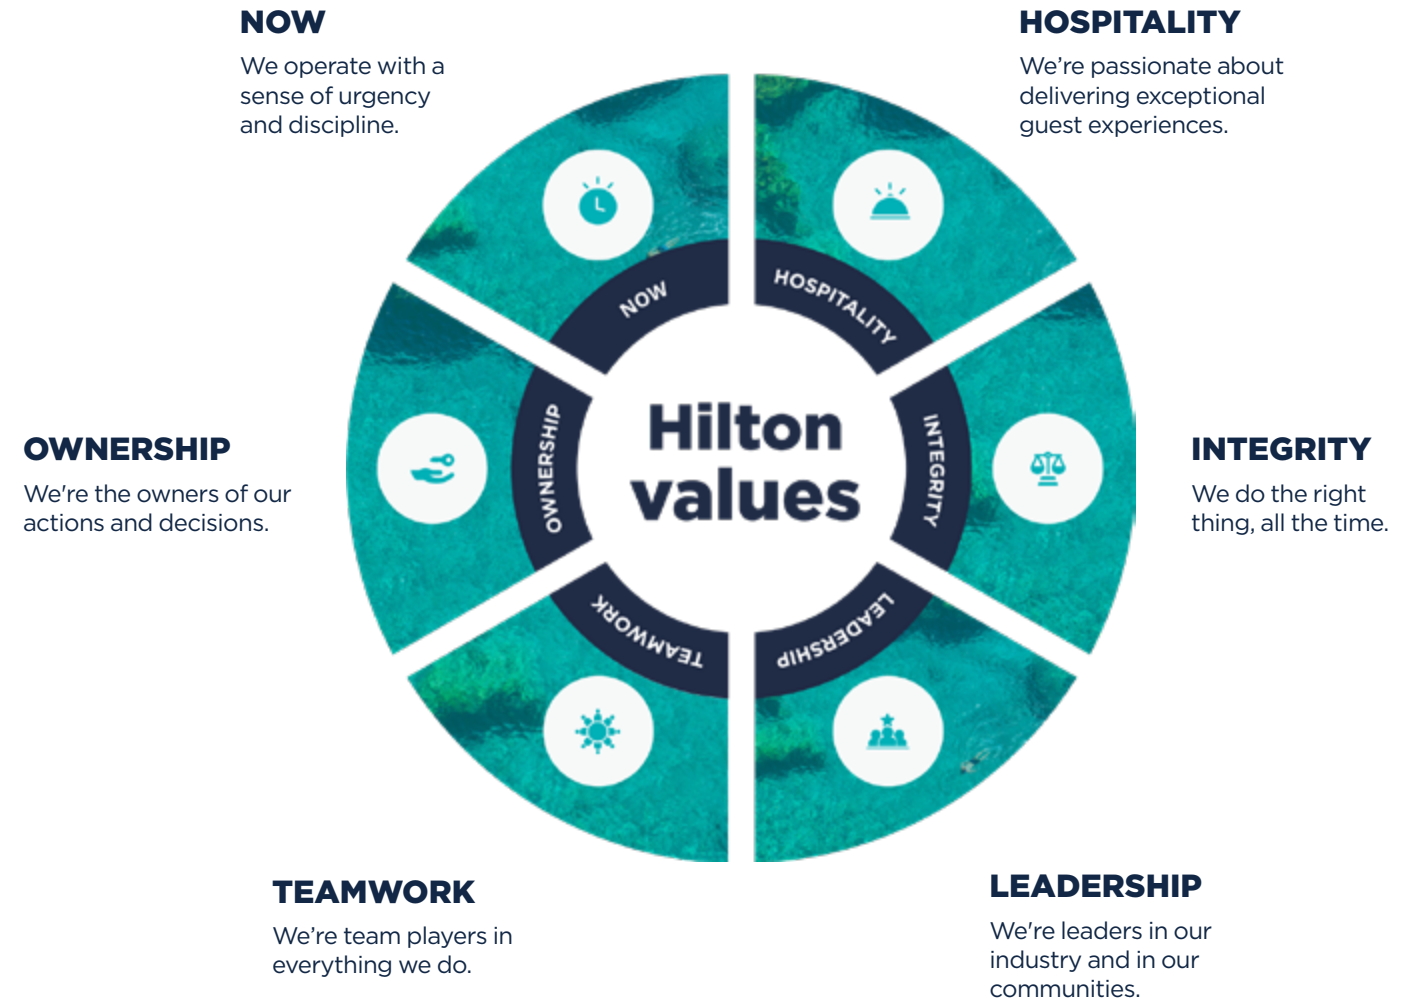 NOW
We operate with a
sense of urgency
and discipline.
HOSPITALITY
We’re passionate about
delivering exceptional
guest experiences.
NOW
HOSPITALITY
OWNERSHIP
We're the owners of our
actions and decisions.
OWNERSHIP
Hilton
values
INTEGRITY
INTEGRITY
We do the right
thing, all the time.
TEAMWORK
LEADERSHIP
TEAMWORK
We’re team players in
everything we do.
LEADERSHIP
We're leaders in our
industry and in our
communities.